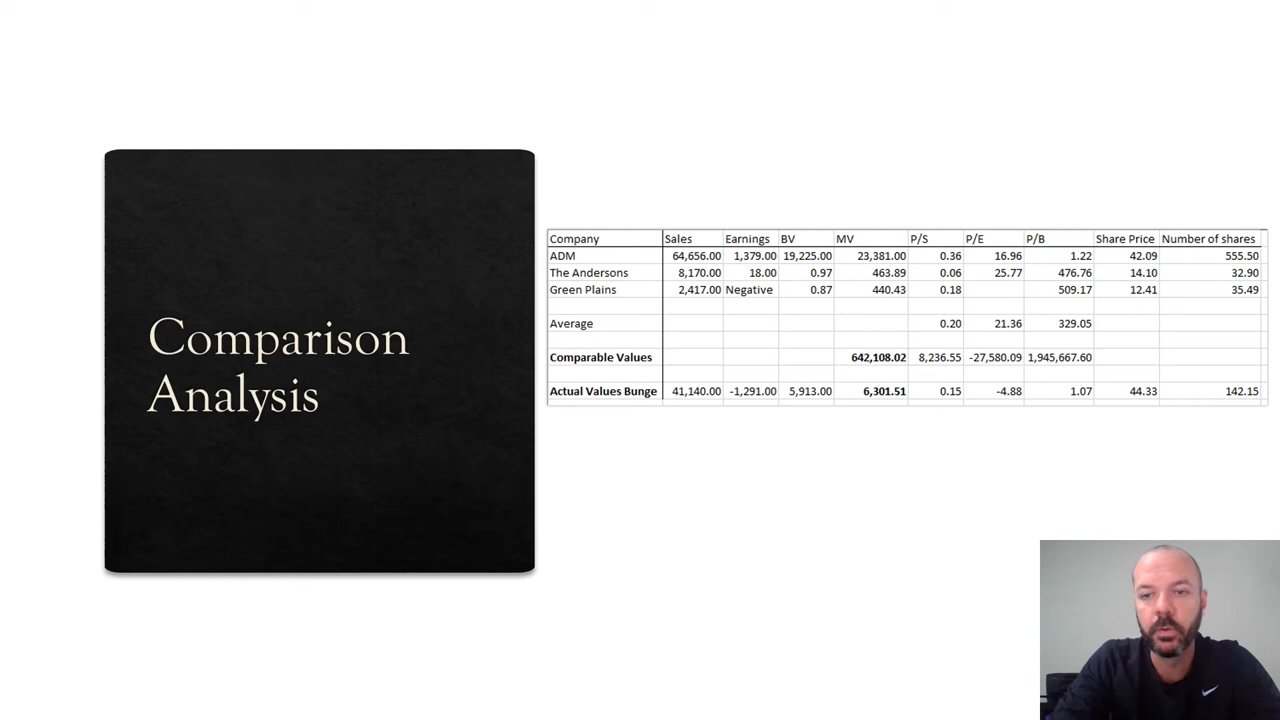 Comparison
Analysis
Company Sales Earnings BV MV P/S P/E P/B Share Price Number of shares
ADM 64,656.00 1,379.00 19,225.00 23,381.00 0.36 16.96 1.22 42.09 555.50
The Andersons 8,170.00 18.00 0.97 463.89 0.06 25.77 476.76 14.10 32.90
Green Plains 2,417.00 Negative 0.87 440.43 0.18 509.17 12.41 35.49
Average 0.20 21.36 329.05
Comparable Values 642,108.02 8,236.55 -27,580.09 1,945,667.60
Actual Values Bunge 41,140.00 -1,291.00 5,913.00 6,301.51 0.15 -4.88 1.07 44.33 142.15